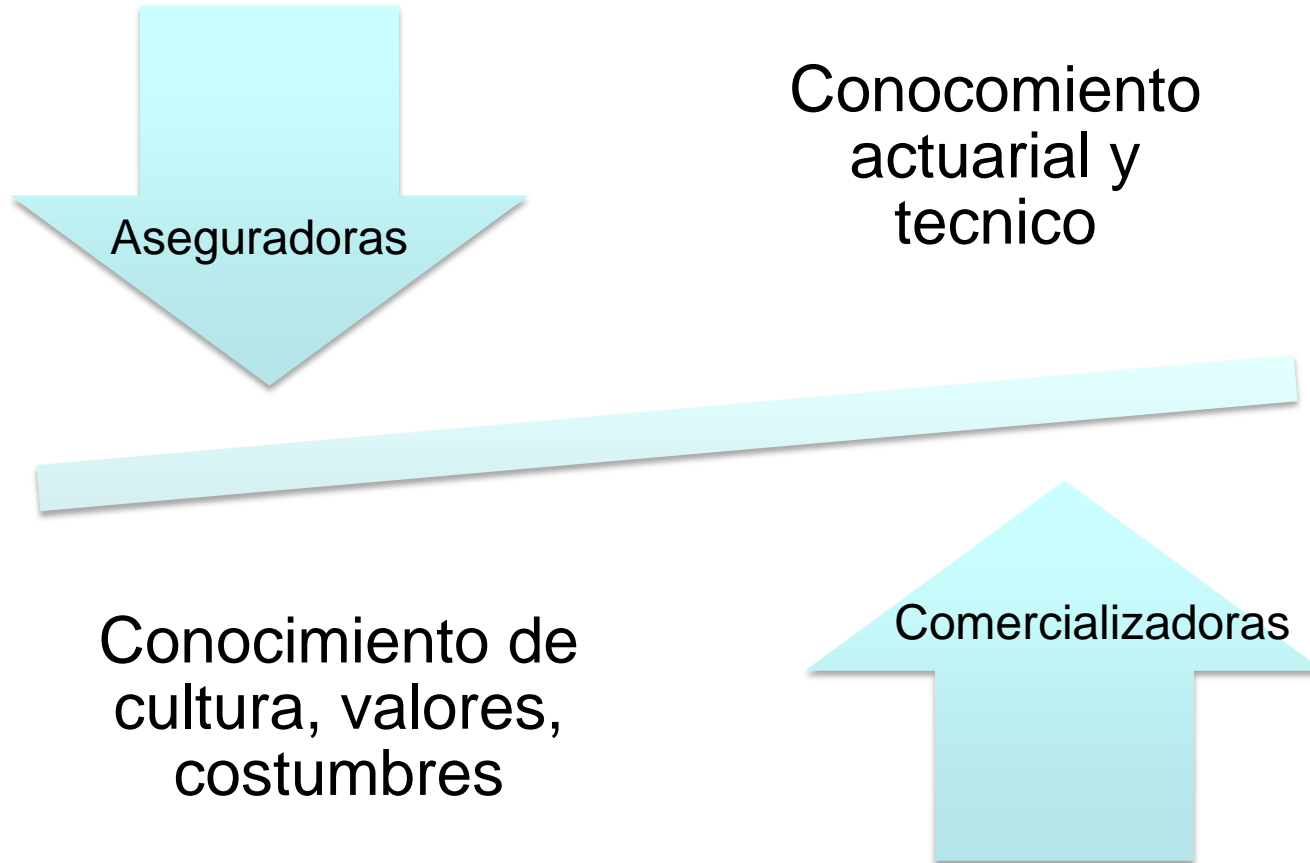 Aseguradoras
Conocomiento
actuarial y
tecnico
Conocimiento de
cultura, valores,
costumbres
Comercializadoras